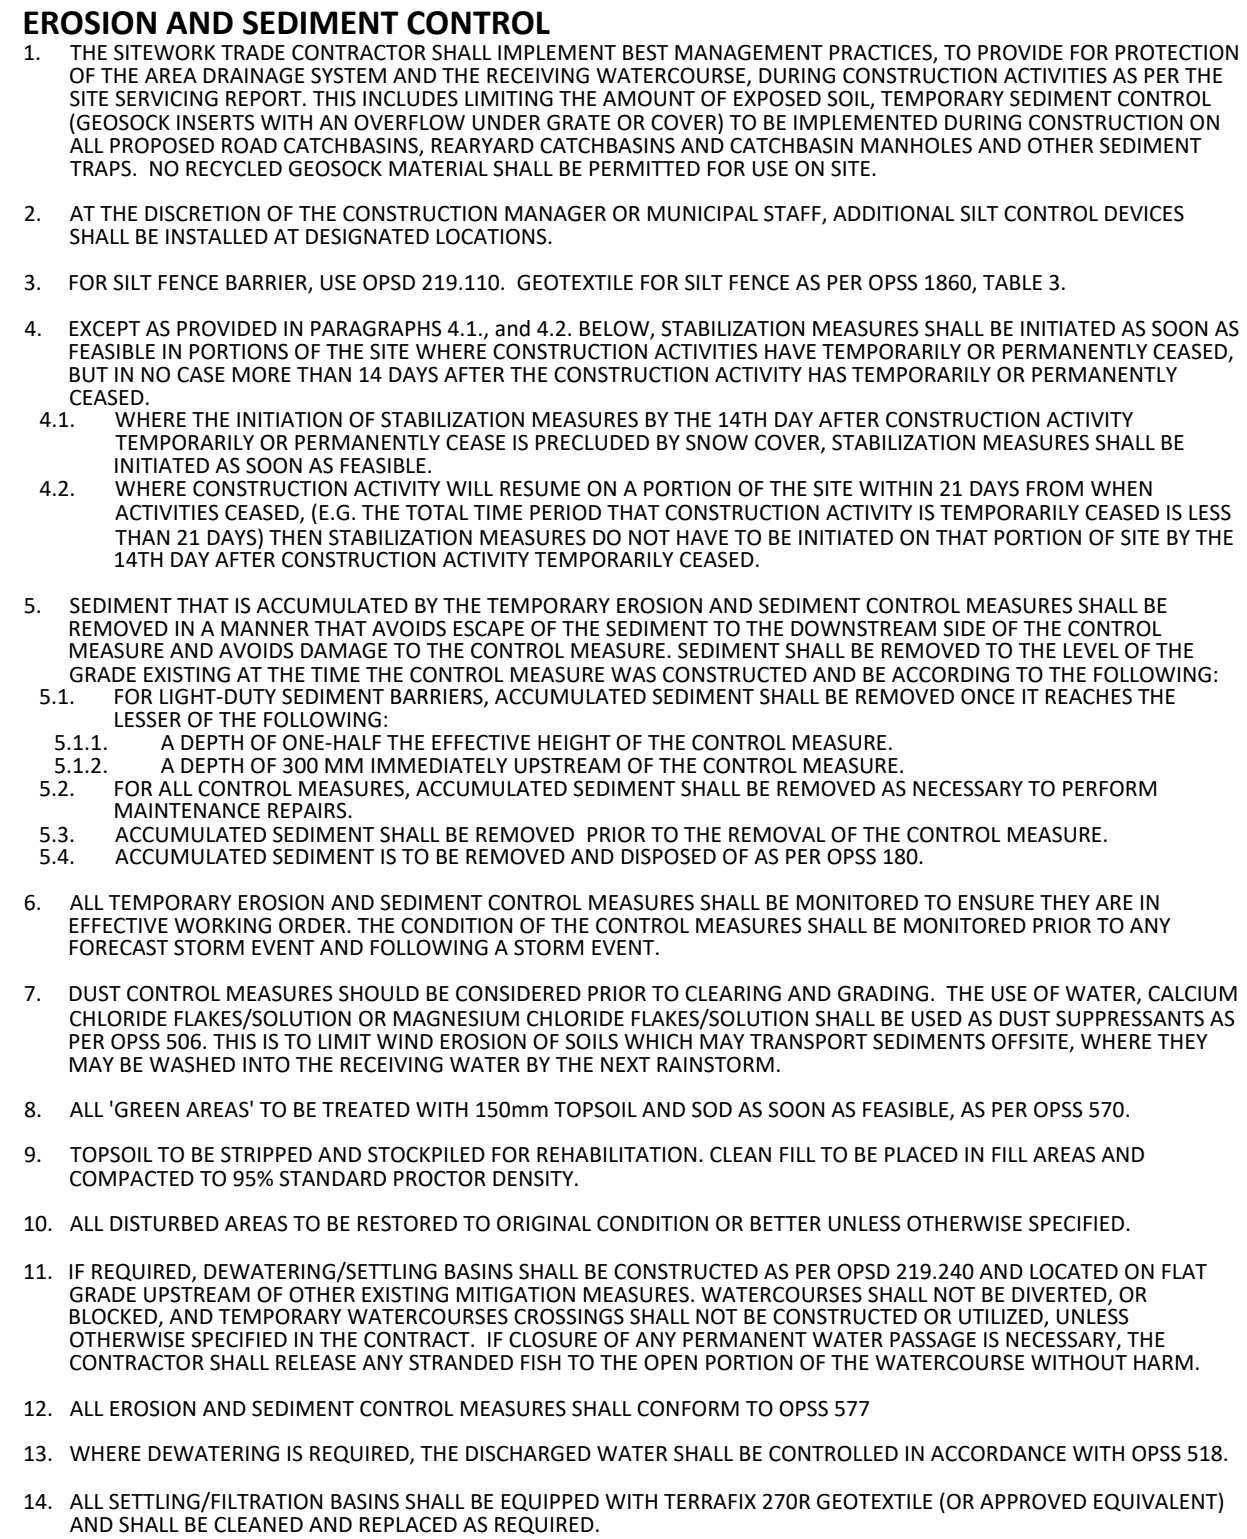 EROSION AND SEDIMENT CONTROL
1. THE SITEWORK TRADE CONTRACTOR SHALL IMPLEMENT BEST MANAGEMENT PRACTICES, TO PROVIDE FOR PROTECTION
OF THE AREA DRAINAGE SYSTEM AND THE RECEIVING WATERCOURSE, DURING CONSTRUCTION ACTIVITIES AS PER THE
SITE SERVICING REPORT. THIS INCLUDES LIMITING THE AMOUNT OF EXPOSED SOIL, TEMPORARY SEDIMENT CONTROL
(GEOSOCK INSERTS WITH AN OVERFLOW UNDER GRATE OR COVER) TO BE IMPLEMENTED DURING CONSTRUCTION ON
ALL PROPOSED ROAD CATCHBASINS, REARYARD CATCHBASINS AND CATCHBASIN MANHOLES AND OTHER SEDIMENT
TRAPS. NO RECYCLED GEOSOCK MATERIAL SHALL BE PERMITTED FOR USE ON SITE.
2. AT THE DISCRETION OF THE CONSTRUCTION MANAGER OR MUNICIPAL STAFF, ADDITIONAL SILT CONTROL DEVICES
SHALL BE INSTALLED AT DESIGNATED LOCATIONS.
3. FOR SILT FENCE BARRIER, USE OPSD 219.110. GEOTEXTILE FOR SILT FENCE AS PER OPSS 1860, TABLE 3.
4. EXCEPT AS PROVIDED IN PARAGRAPHS 4.1., and 4.2. BELOW, STABILIZATION MEASURES SHALL BE INITIATED AS SOON AS
FEASIBLE IN PORTIONS OF THE SITE WHERE CONSTRUCTION ACTIVITIES HAVE TEMPORARILY OR PERMANENTLY CEASED,
BUT IN NO CASE MORE THAN 14 DAYS AFTER THE CONSTRUCTION ACTIVITY HAS TEMPORARILY OR PERMANENTLY
CEASED.
4.1. WHERE THE INITIATION OF STABILIZATION MEASURES BY THE 14TH DAY AFTER CONSTRUCTION ACTIVITY
TEMPORARILY OR PERMANENTLY CEASE IS PRECLUDED BY SNOW COVER, STABILIZATION MEASURES SHALL BE
INITIATED AS SOON AS FEASIBLE.
4.2. WHERE CONSTRUCTION ACTIVITY WILL RESUME ON A PORTION OF THE SITE WITHIN 21 DAYS FROM WHEN
ACTIVITIES CEASED, (E.G. THE TOTAL TIME PERIOD THAT CONSTRUCTION ACTIVITY IS TEMPORARILY CEASED IS LESS
THAN 21 DAYS) THEN STABILIZATION MEASURES DO NOT HAVE TO BE INITIATED ON THAT PORTION OF SITE BY THE
14TH DAY AFTER CONSTRUCTION ACTIVITY TEMPORARILY CEASED.
5. SEDIMENT THAT IS ACCUMULATED BY THE TEMPORARY EROSION AND SEDIMENT CONTROL MEASURES SHALL BE
REMOVED IN A MANNER THAT AVOIDS ESCAPE OF THE SEDIMENT TO THE DOWNSTREAM SIDE OF THE CONTROL
MEASURE AND AVOIDS DAMAGE TO THE CONTROL MEASURE. SEDIMENT SHALL BE REMOVED TO THE LEVEL OF THE
GRADE EXISTING AT THE TIME THE CONTROL MEASURE WAS CONSTRUCTED AND BE ACCORDING TO THE FOLLOWING:
5.1. FOR LIGHT-DUTY SEDIMENT BARRIERS, ACCUMULATED SEDIMENT SHALL BE REMOVED ONCE IT REACHES THE
LESSER OF THE FOLLOWING:
5.1.1. A DEPTH OF ONE-HALF THE EFFECTIVE HEIGHT OF THE CONTROL MEASURE.
5.1.2. A DEPTH OF 300 MM IMMEDIATELY UPSTREAM OF THE CONTROL MEASURE.
5.2. FOR ALL CONTROL MEASURES, ACCUMULATED SEDIMENT SHALL BE REMOVED AS NECESSARY TO PERFORM
MAINTENANCE REPAIRS.
5.3. ACCUMULATED SEDIMENT SHALL BE REMOVED PRIOR TO THE REMOVAL OF THE CONTROL MEASURE.
5.4. ACCUMULATED SEDIMENT IS TO BE REMOVED AND DISPOSED OF AS PER OPSS 180.
6. ALL TEMPORARY EROSION AND SEDIMENT CONTROL MEASURES SHALL BE MONITORED TO ENSURE THEY ARE IN
EFFECTIVE WORKING ORDER. THE CONDITION OF THE CONTROL MEASURES SHALL BE MONITORED PRIOR TO ANY
FORECAST STORM EVENT AND FOLLOWING A STORM EVENT.
7. DUST CONTROL MEASURES SHOULD BE CONSIDERED PRIOR TO CLEARING AND GRADING. THE USE OF WATER, CALCIUM
CHLORIDE FLAKES/SOLUTION OR MAGNESIUM CHLORIDE FLAKES/SOLUTION SHALL BE USED AS DUST SUPPRESSANTS AS
PER OPSS 506. THIS IS TO LIMIT WIND EROSION OF SOILS WHICH MAY TRANSPORT SEDIMENTS OFFSITE, WHERE THEY
MAY BE WASHED INTO THE RECEIVING WATER BY THE NEXT RAINSTORM.
8. ALL 'GREEN AREAS' TO BE TREATED WITH 150mm TOPSOIL AND SOD AS SOON AS FEASIBLE, AS PER OPSS 570.
9. TOPSOIL TO BE STRIPPED AND STOCKPILED FOR REHABILITATION. CLEAN FILL TO BE PLACED IN FILL AREAS AND
COMPACTED TO 95% STANDARD PROCTOR DENSITY.
10. ALL DISTURBED AREAS TO BE RESTORED TO ORIGINAL CONDITION OR BETTER UNLESS OTHERWISE SPECIFIED.
11. IF REQUIRED, DEWATERING/SETTLING BASINS SHALL BE CONSTRUCTED AS PER OPSD 219.240 AND LOCATED ON FLAT
GRADE UPSTREAM OF OTHER EXISTING MITIGATION MEASURES. WATERCOURSES SHALL NOT BE DIVERTED, OR
BLOCKED, AND TEMPORARY WATERCOURSES CROSSINGS SHALL NOT BE CONSTRUCTED OR UTILIZED, UNLESS
OTHERWISE SPECIFIED IN THE CONTRACT. IF CLOSURE OF ANY PERMANENT WATER PASSAGE IS NECESSARY, THE
CONTRACTOR SHALL RELEASE ANY STRANDED FISH TO THE OPEN PORTION OF THE WATERCOURSE WITHOUT HARM.
12. ALL EROSION AND SEDIMENT CONTROL MEASURES SHALL CONFORM TO OPSS 577
13. WHERE DEWATERING IS REQUIRED, THE DISCHARGED WATER SHALL BE CONTROLLED IN ACCORDANCE WITH OPSS 518.
14. ALL SETTLING/FILTRATION BASINS SHALL BE EQUIPPED WITH TERRAFIX 270R GEOTEXTILE (OR APPROVED EQUIVALENT)
AND SHALL BE CLEANED AND REPLACED AS REQUIRED.